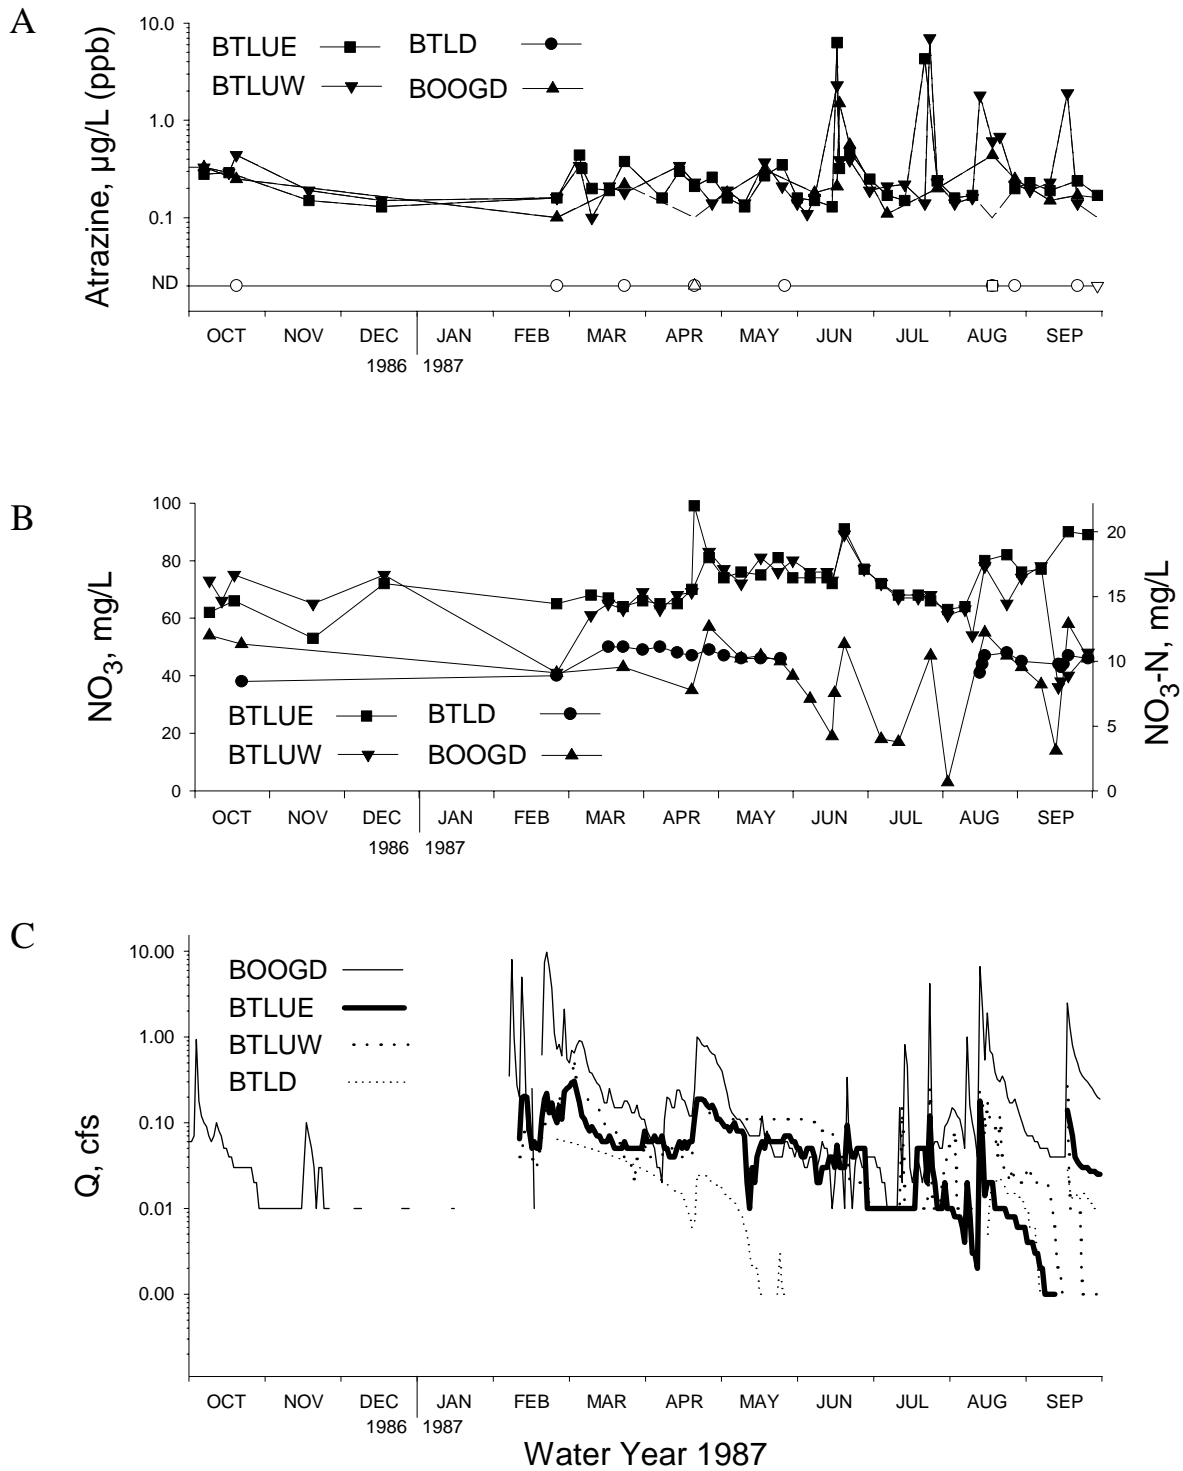 A
Atrazine, µg/L (ppb)
10.0
1.0
0.1
ND
BTLUE BTLD
BTLUW BOOGD
OCT NOV DEC JAN FEB MAR APR MAY JUN JUL AUG SEP
1986 1987
B
NO3, mg/L
100
80
60
40
20
0
BTLUE BTLD
BTLUW BOOGD
20
15
10
5
0
NO3-N, mg/L
OCT NOV DEC JAN FEB MAR APR MAY JUN JUL AUG SEP
1986 1987
C
Q, cfs
10.00
1.00
0.10
0.01
0.00
BOOGD
BTLUE
BTLUW
BTLD
OCT NOV DEC JAN FEB MAR APR MAY JUN JUL AUG SEP
1986 1987
Water Year 1987